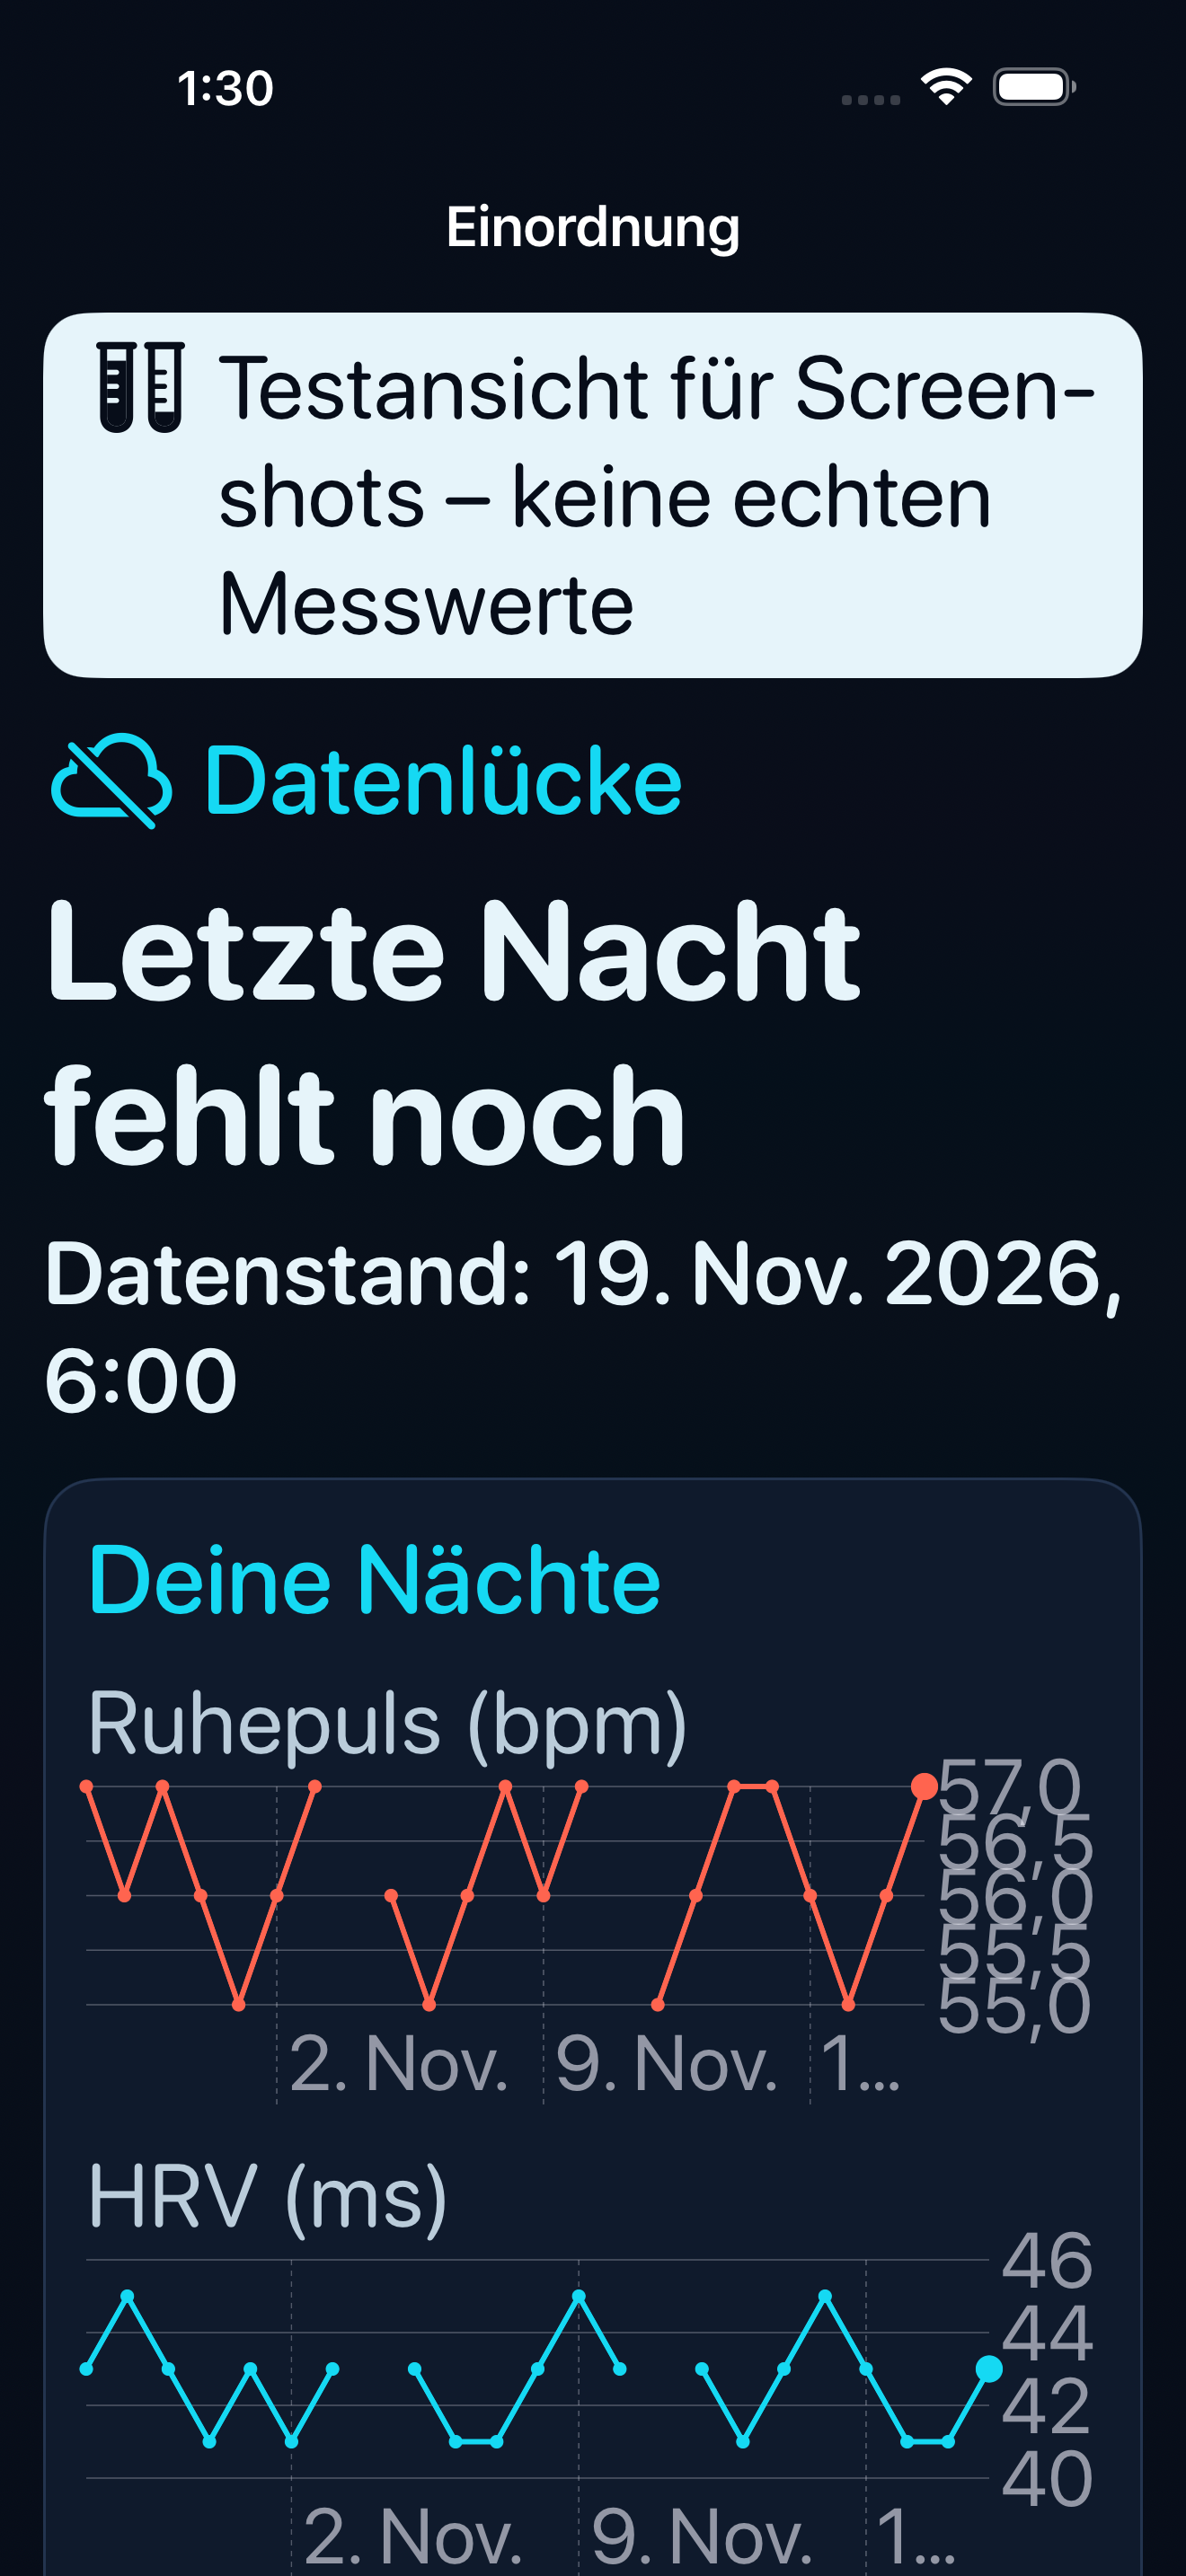 1:30
Einordnung
Testansicht für Screen-
shots – keine echten
Messwerte
Datenlücke
Letzte Nacht
fehlt noch
Datenstand: 19. Nov. 2026,
6:00
Deine Nächte
Ruhepuls (bpm)
57,0
56,5
56,0
55,5
55,0
2. Nov.
9. Nov.
1...
HRV (ms)
46
44
42
40
2. Nov.
9. Nov.
1...